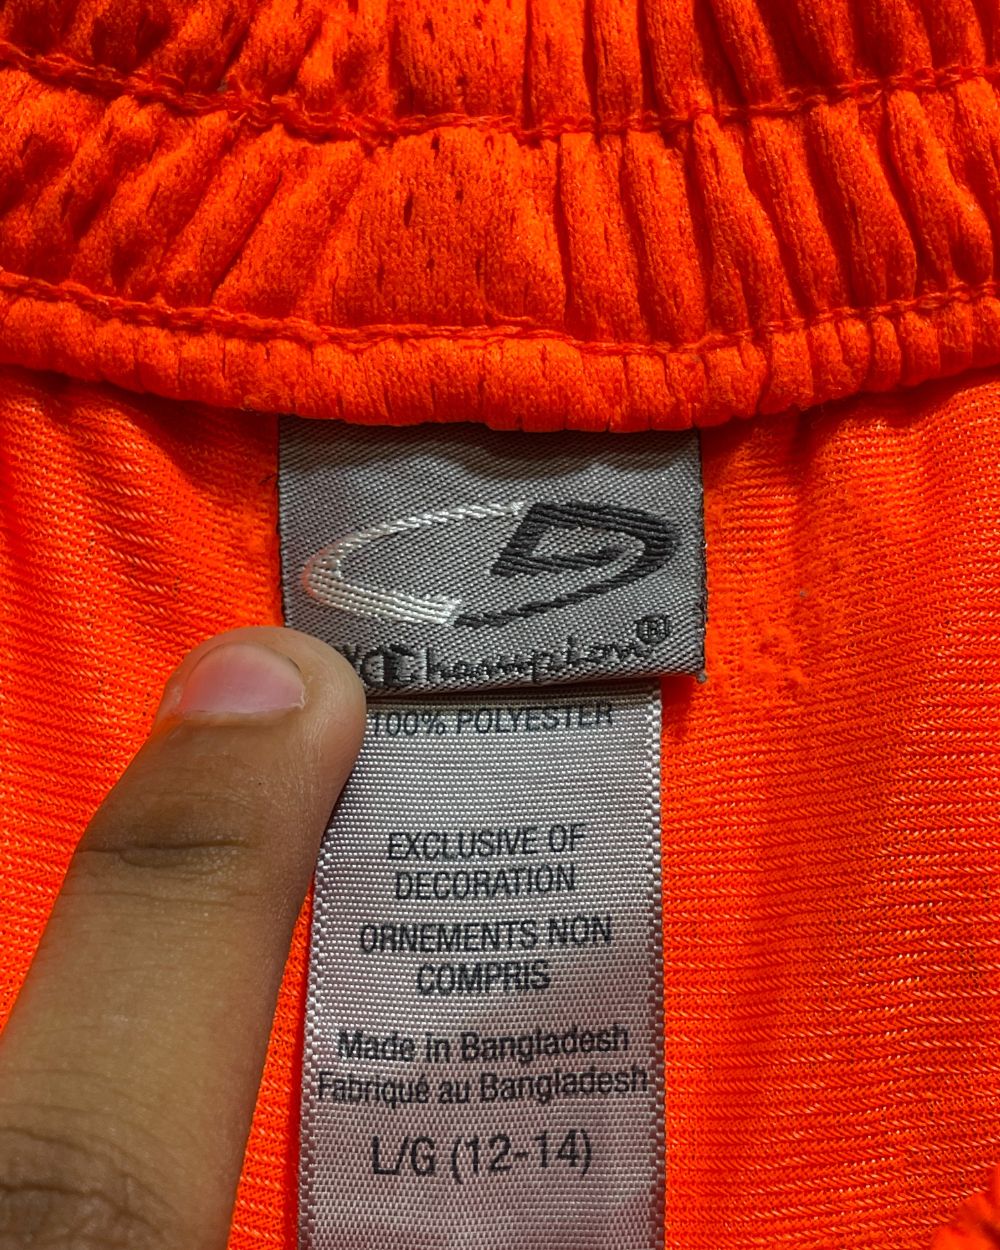 Champion®
100% POLYESTER
EXCLUSIVE OF
DECORATION
ORNEMENTS NON
COMPRIS
Made in Bangladesh
Fabriqué au Bangladesh
L/G (12-14)